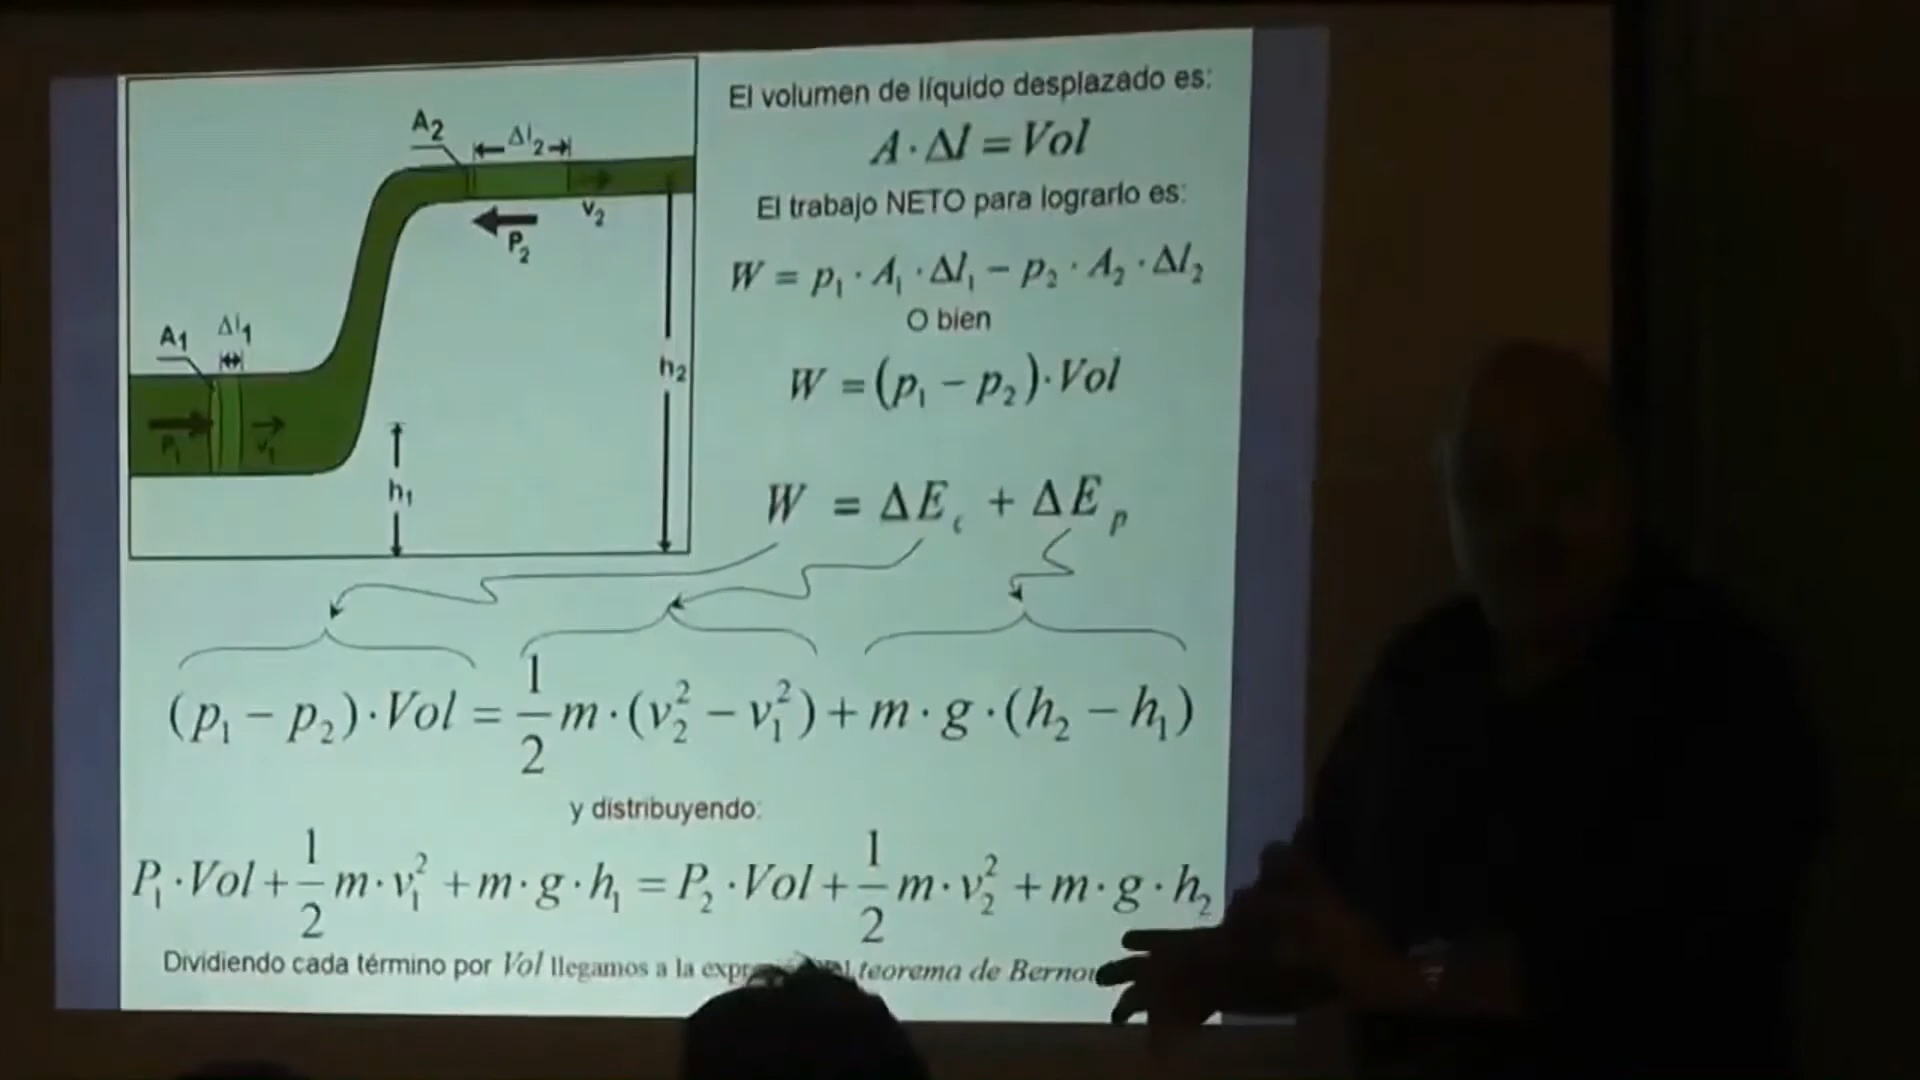 A₂
Δl₂
v₂
P₂
A₁
Δl₁
h₂
P₁
v₁
h₁
El volumen de líquido desplazado es:
A · Δl = Vol
El trabajo NETO para lograrlo es:
W = p₁ · A₁ · Δl₁ − p₂ · A₂ · Δl₂
O bien
W = (p₁ − p₂) · Vol
W = ΔE_c + ΔE_p
(p₁ − p₂) · Vol = 1/2 m · (v₂² − v₁²) + m · g · (h₂ − h₁)
y distribuyendo:
P₁ · Vol + 1/2 m · v₁² + m · g · h₁ = P₂ · Vol + 1/2 m · v₂² + m · g · h₂
Dividiendo cada término por Vol llegamos a la teorema de